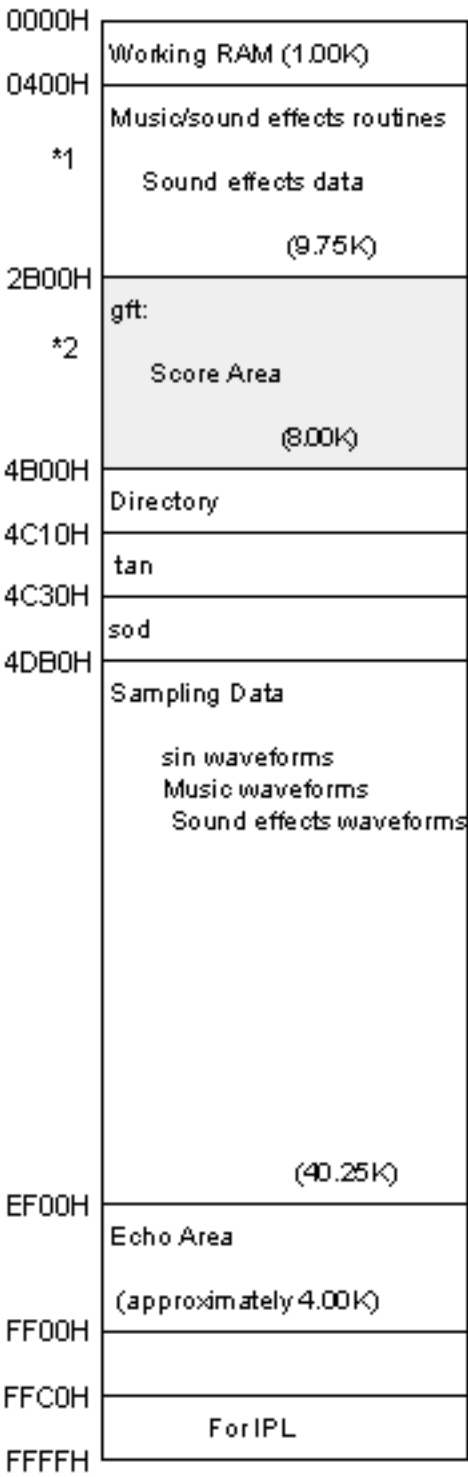 0000H
Working RAM (1.00K)
0400H
Music/sound effects routines
*1
Sound effects data
(9.75K)
2B00H
gft:
*2
Score Area
(8.00K)
4B00H
Directory
4C10H
tan
4C30H
sod
4DB0H
Sampling Data
sin waveforms
Music waveforms
Sound effects waveforms
(40.25K)
EF00H
Echo Area
(approximately 4.00K)
FF00H
FFC0H
For IPL
FFFFH